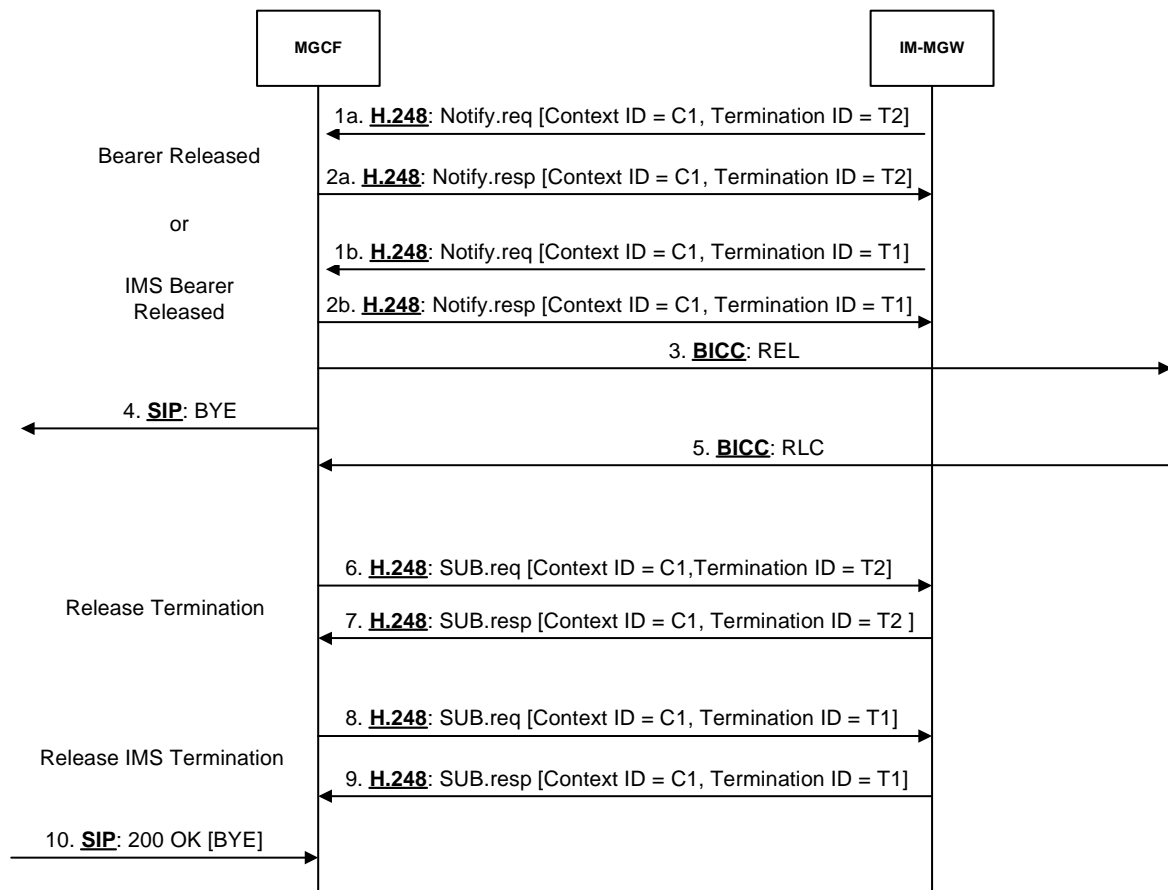 MGCF
IM-MGW
1a. H.248: Notify.req [Context ID = C1, Termination ID = T2]
Bearer Released
2a. H.248: Notify.resp [Context ID = C1, Termination ID = T2]
or
1b. H.248: Notify.req [Context ID = C1, Termination ID = T1]
IMS Bearer
Released
2b. H.248: Notify.resp [Context ID = C1, Termination ID = T1]
3. BICC: REL
4. SIP: BYE
5. BICC: RLC
6. H.248: SUB.req [Context ID = C1,Termination ID = T2]
Release Termination
7. H.248: SUB.resp [Context ID = C1, Termination ID = T2 ]
8. H.248: SUB.req [Context ID = C1, Termination ID = T1]
Release IMS Termination
9. H.248: SUB.resp [Context ID = C1, Termination ID = T1]
10. SIP: 200 OK [BYE]